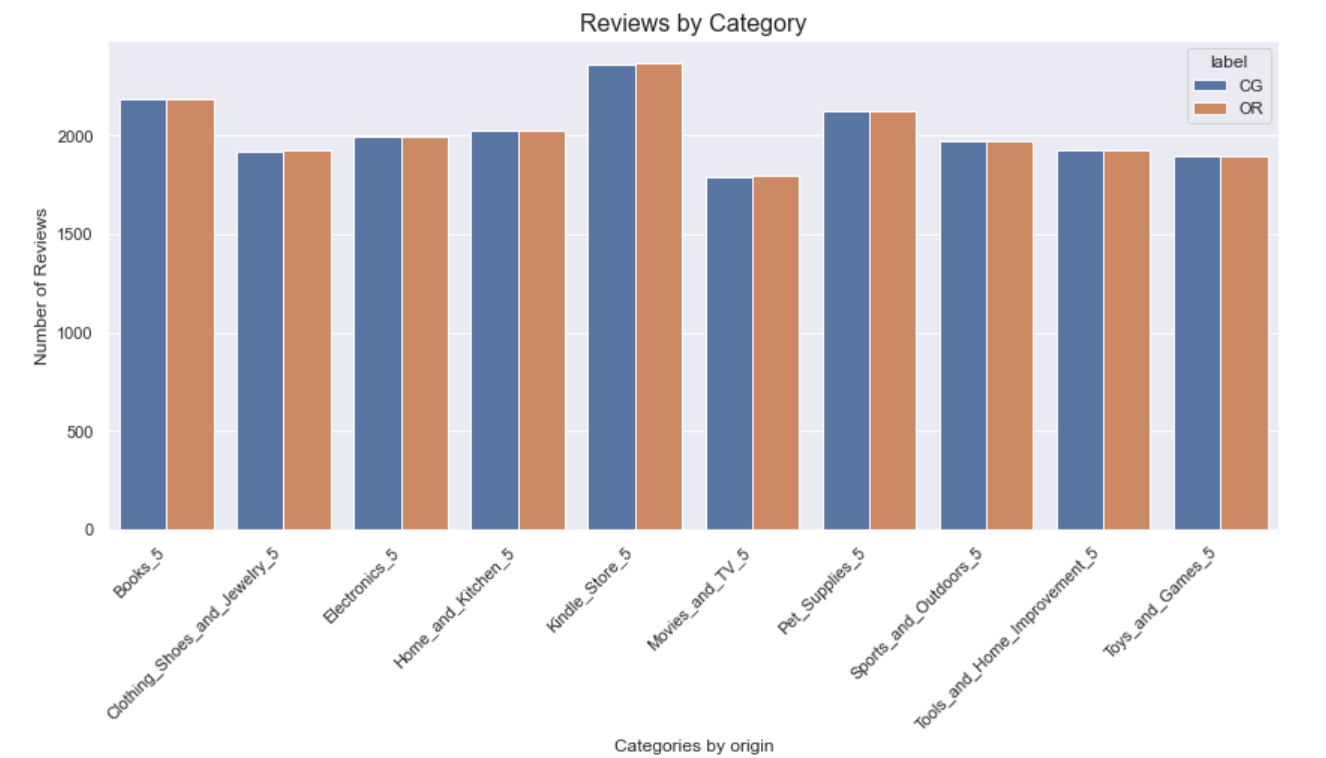 Reviews by Category
label
CG
OR
Number of Reviews
2000
1500
1000
500
0
Books_5
Clothing_Shoes_and_Jewelry_5
Electronics_5
Home_and_Kitchen_5
Kindle_Store_5
Movies_and_TV_5
Pet_Supplies_5
Sports_and_Outdoors_5
Tools_and_Home_Improvement_5
Toys_and_Games_5
Categories by origin